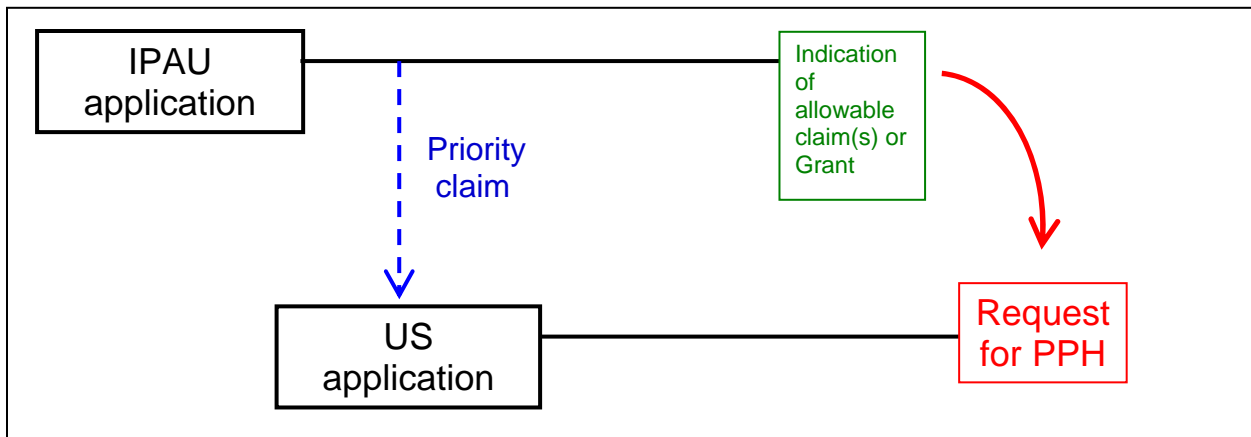 IPAU
application
Indication
of
allowable
claim(s) or
Grant
Priority
claim
US
application
Request
for PPH